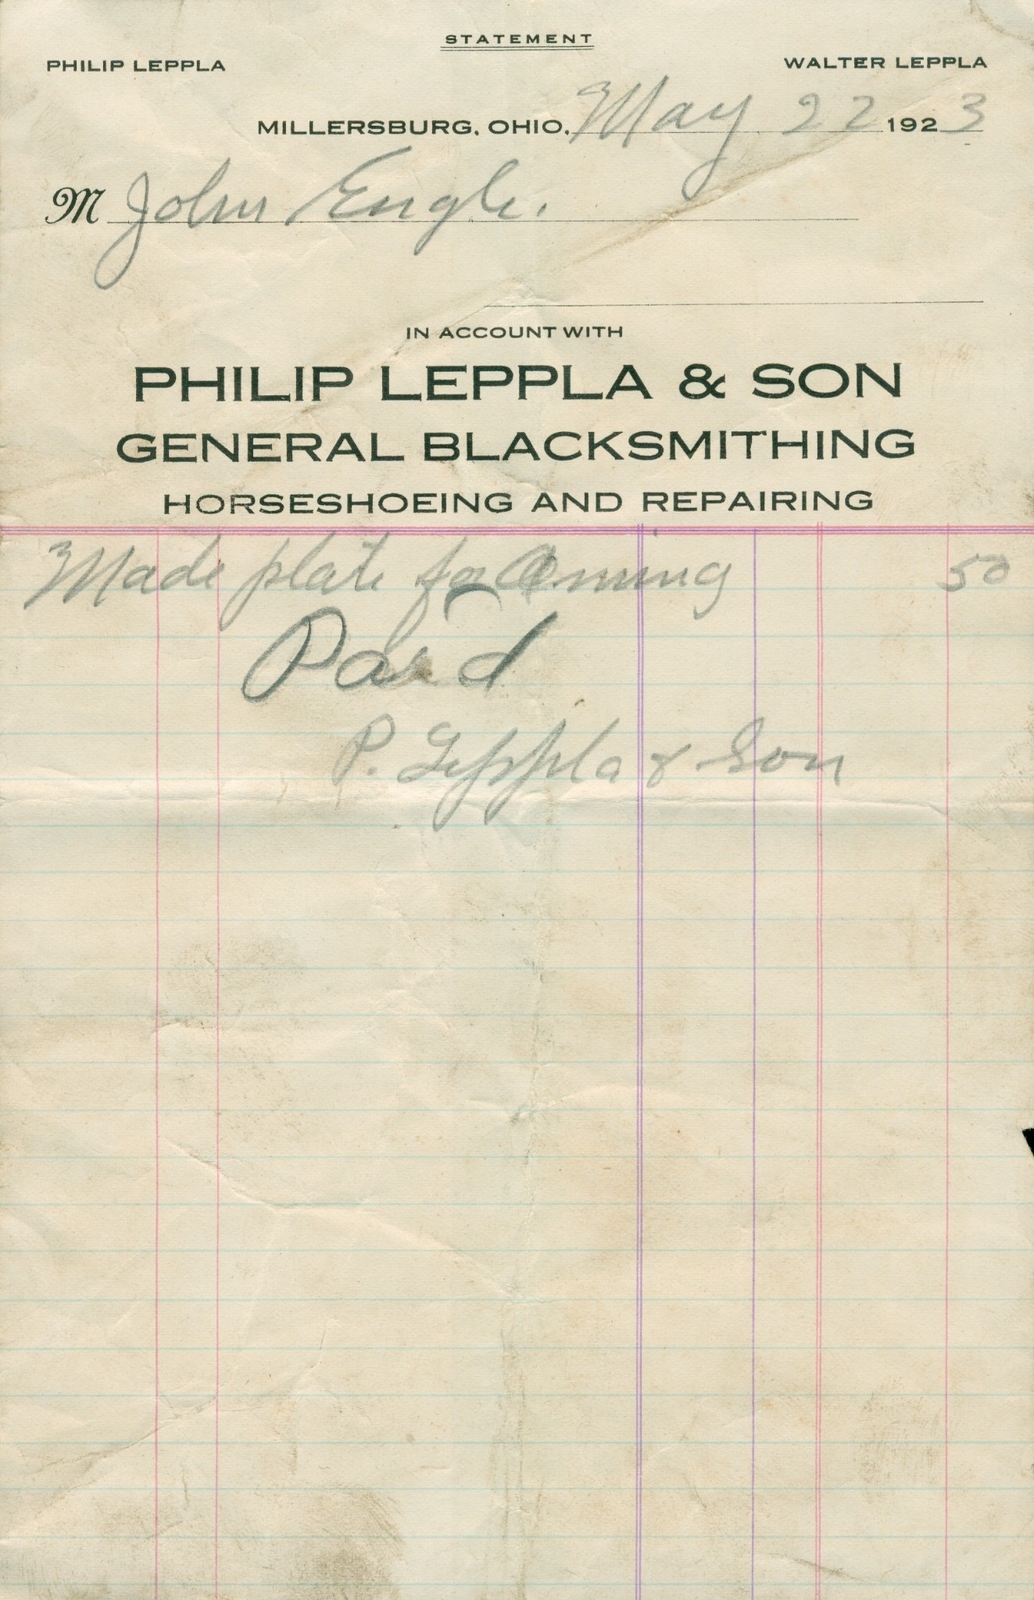 STATEMENT
PHILIP LEPPLA WALTER LEPPLA
MILLERSBURG, OHIO, May 22 1923
M John Engle.
IN ACCOUNT WITH
PHILIP LEPPLA & SON
GENERAL BLACKSMITHING
HORSESHOEING AND REPAIRING
Made plate for 50
Paid
P. Leppla & Son